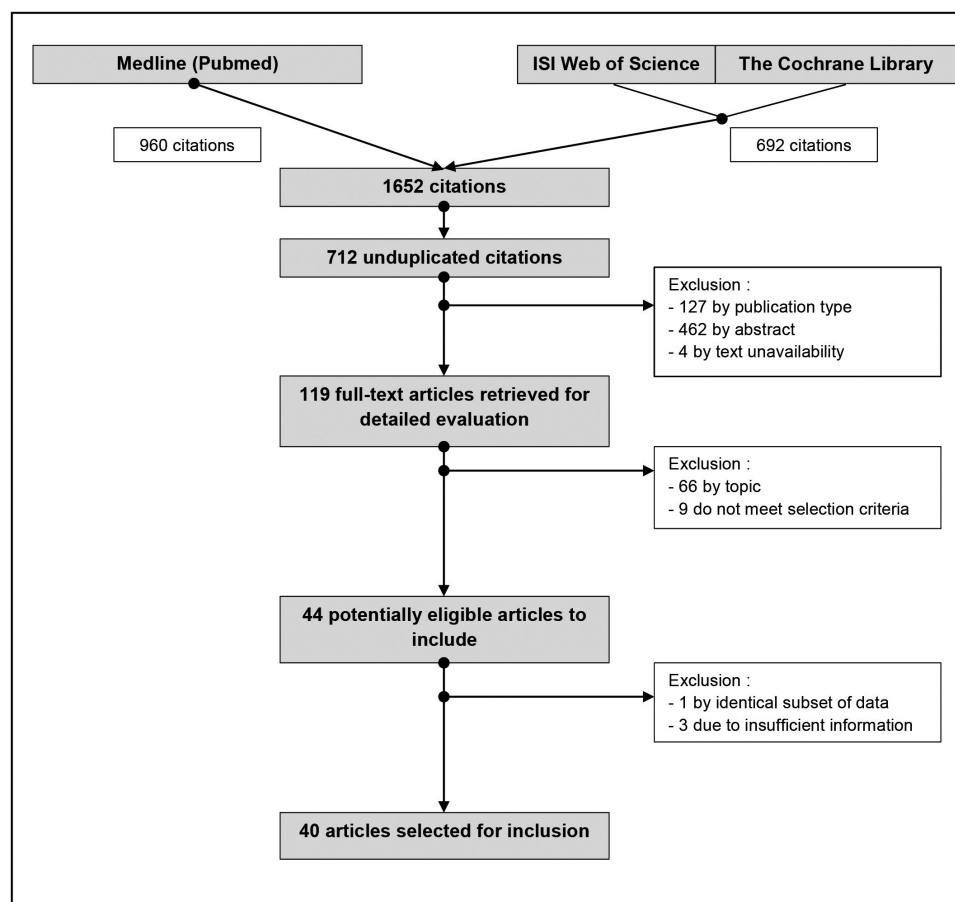 Medline (Pubmed)
ISI Web of Science
The Cochrane Library
960 citations
692 citations
1652 citations
712 unduplicated citations
Exclusion :
- 127 by publication type
- 462 by abstract
- 4 by text unavailability
119 full-text articles retrieved for
detailed evaluation
Exclusion :
- 66 by topic
- 9 do not meet selection criteria
44 potentially eligible articles to
include
Exclusion :
- 1 by identical subset of data
- 3 due to insufficient information
40 articles selected for inclusion